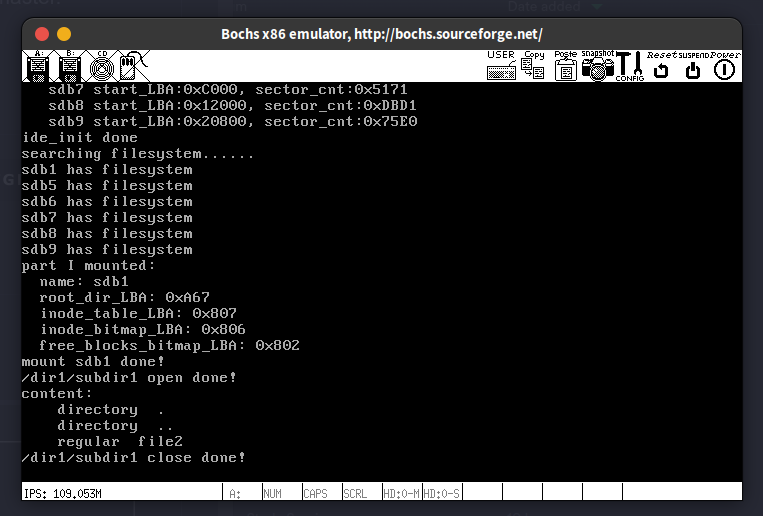 Date added
Bochs x86 emulator, http://bochs.sourceforge.net/
A: B: CD USER Copy Paste snapshot CONFIG Reset SUSPEND Power
sdb7 start_LBA:0xC000, sector_cnt:0x5171
sdb8 start_LBA:0x12000, sector_cnt:0xDBD1
sdb9 start_LBA:0x20800, sector_cnt:0x75E0
ide_init done
searching filesystem......
sdb1 has filesystem
sdb5 has filesystem
sdb6 has filesystem
sdb7 has filesystem
sdb8 has filesystem
sdb9 has filesystem
part I mounted:
name: sdb1
root_dir_LBA: 0xA67
inode_table_LBA: 0x807
inode_bitmap_LBA: 0x806
free_blocks_bitmap_LBA: 0x802
mount sdb1 done!
/dir1/subdir1 open done!
content:
directory .
directory ..
regular file2
/dir1/subdir1 close done!
IPS: 109.053M A: NUM CAPS SCRL HD:0-M HD:0-S